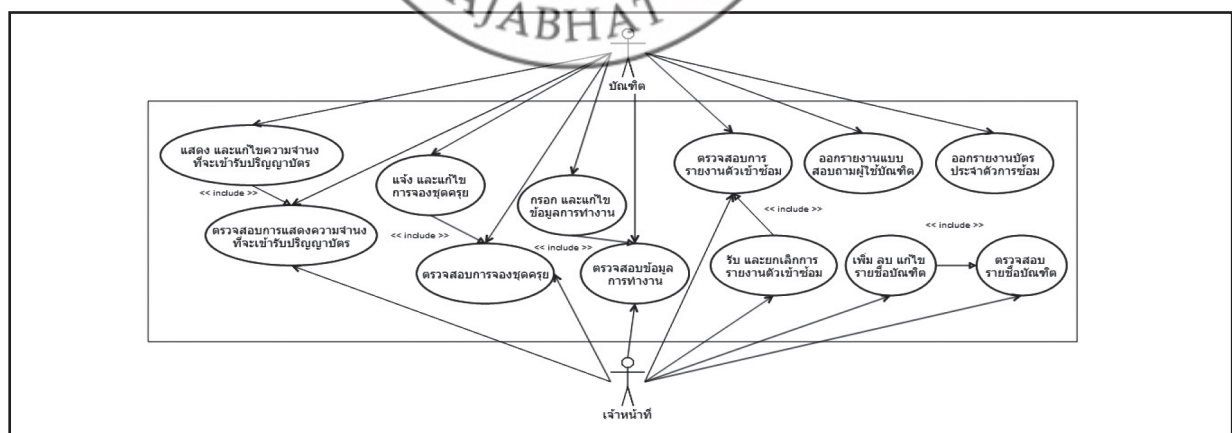 RAJABHAT
บัณฑิต
แสดง และแก้ไขความจำนง
ที่จะเข้ารับปริญญาบัตร
<< include >>
ตรวจสอบการแสดงความจำนง
ที่จะเข้ารับปริญญาบัตร
แจ้ง และแก้ไข
การจองชุดครุย
<< include >>
ตรวจสอบการจองชุดครุย
กรอก และแก้ไข
ข้อมูลการทำงาน
<< include >>
ตรวจสอบข้อมูล
การทำงาน
ตรวจสอบการ
รายงานตัวเข้าซ้อม
<< include >>
รับ และยกเลิกการ
รายงานตัวเข้าซ้อม
ออกรายงานแบบ
สอบถามผู้ใช้บัณฑิต
ออกรายงานบัตร
ประจำตัวการซ้อม
<< include >>
เพิ่ม ลบ แก้ไข
รายชื่อบัณฑิต
ตรวจสอบ
รายชื่อบัณฑิต
เจ้าหน้าที่